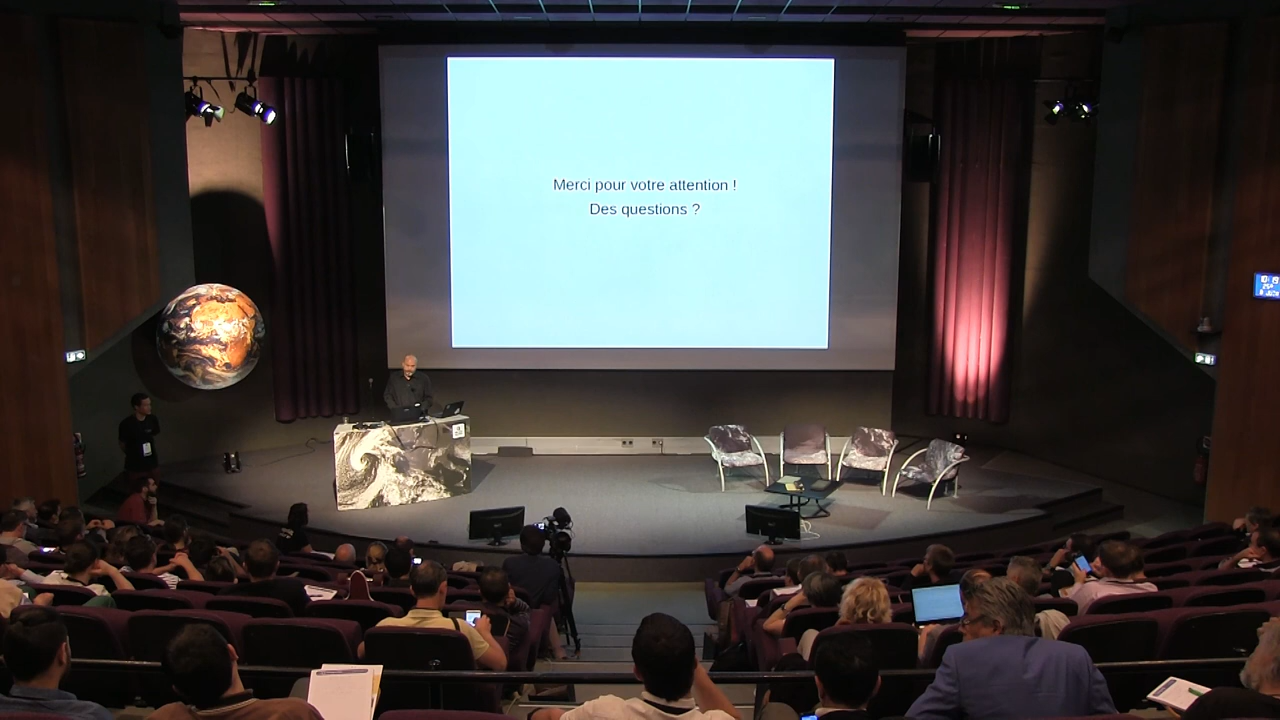 Merci pour votre attention !
Des questions ?